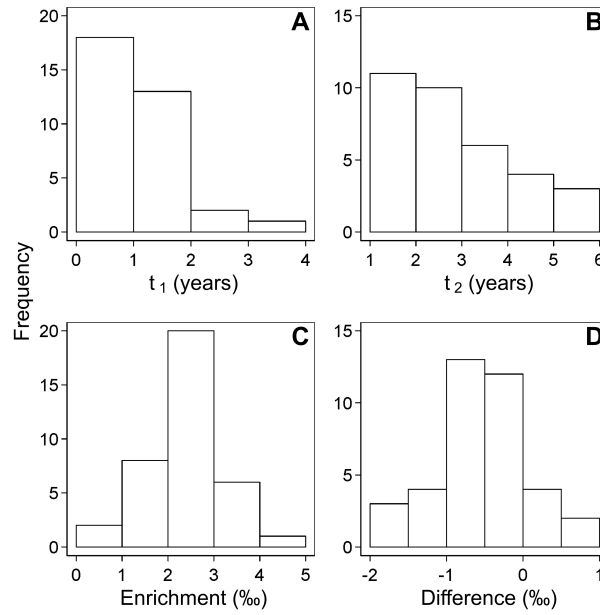 A
20
15
10
5
0
0 1 2 3 4
t 1 (years)
B
15
10
5
0
1 2 3 4 5 6
t 2 (years)
Frequency
C
20
15
10
5
0
0 1 2 3 4 5
Enrichment (‰)
D
15
10
5
0
-2 -1 0 1
Difference (‰)